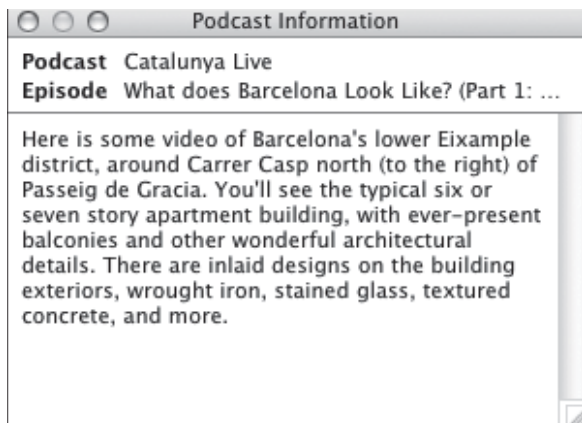 Podcast Information
Podcast Catalunya Live
Episode What does Barcelona Look Like? (Part 1: ...
Here is some video of Barcelona's lower Eixample
district, around Carrer Casp north (to the right) of
Passeig de Gracia. You'll see the typical six or
seven story apartment building, with ever-present
balconies and other wonderful architectural
details. There are inlaid designs on the building
exteriors, wrought iron, stained glass, textured
concrete, and more.